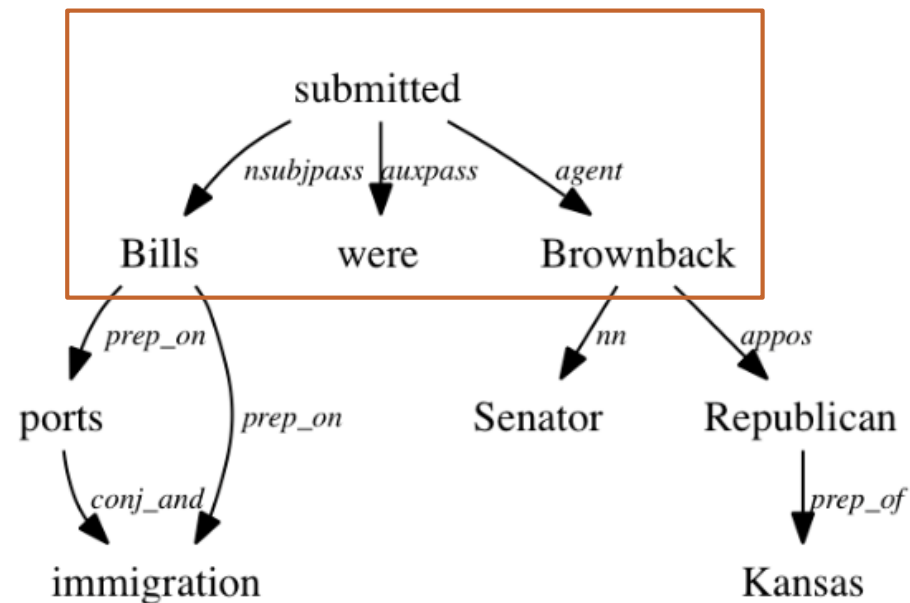 submitted
nsubjpass auxpass agent
Bills were Brownback
prep_on nn appos
ports prep_on Senator Republican
conj_and prep_of
immigration Kansas